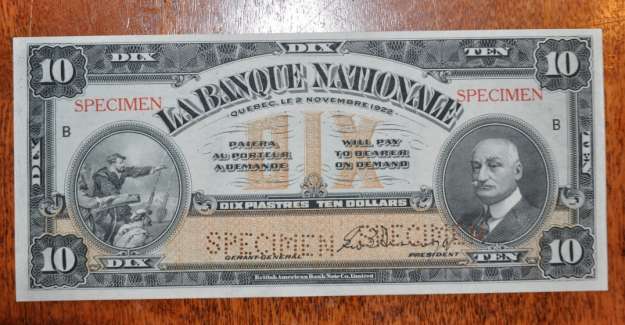 DIX
10 DIX TEN 10
SPECIMEN LA BANQUE NATIONALE SPECIMEN
QUEBEC, LE 2 NOVEMBRE 1922
B B
DIX
PAIERA WILL PAY
AU PORTEUR TO BEARER
A DEMANDE ON DEMAND
DIX TEN
DIX PIASTRES TEN DOLLARS
SPECIMEN SPECIMEN
GERANT-GENERAL PRESIDENT
10 DIX TEN 10
British American Bank Note Co. Limited